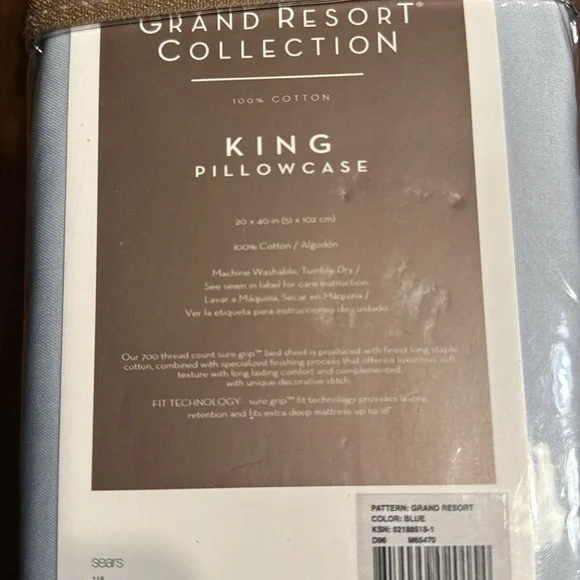 GRAND RESORT®
COLLECTION
100% COTTON
KING
PILLOWCASE
20 x 40 in (51 x 102 cm)
100% Cotton / Algodón
Machine Washable, Tumble Dry /
See sewn in label for care instruction.
Lavar a Máquina, Secar en Máquina /
Ver la etiqueta para instrucciones de cuidado.
Our 700 thread count sure grip™ bed sheet is produced with finest long staple
cotton, combined with specialized finishing process that offers a luxurious soft
texture with long lasting comfort and complemented
with unique decorative stitch.
FIT TECHNOLOGY - sure grip™ fit technology provides lasting
retention and fits extra deep mattress up to 18"
PATTERN: GRAND RESORT
COLOR: BLUE
KSN: 02188518-1
D96 M65470
sears